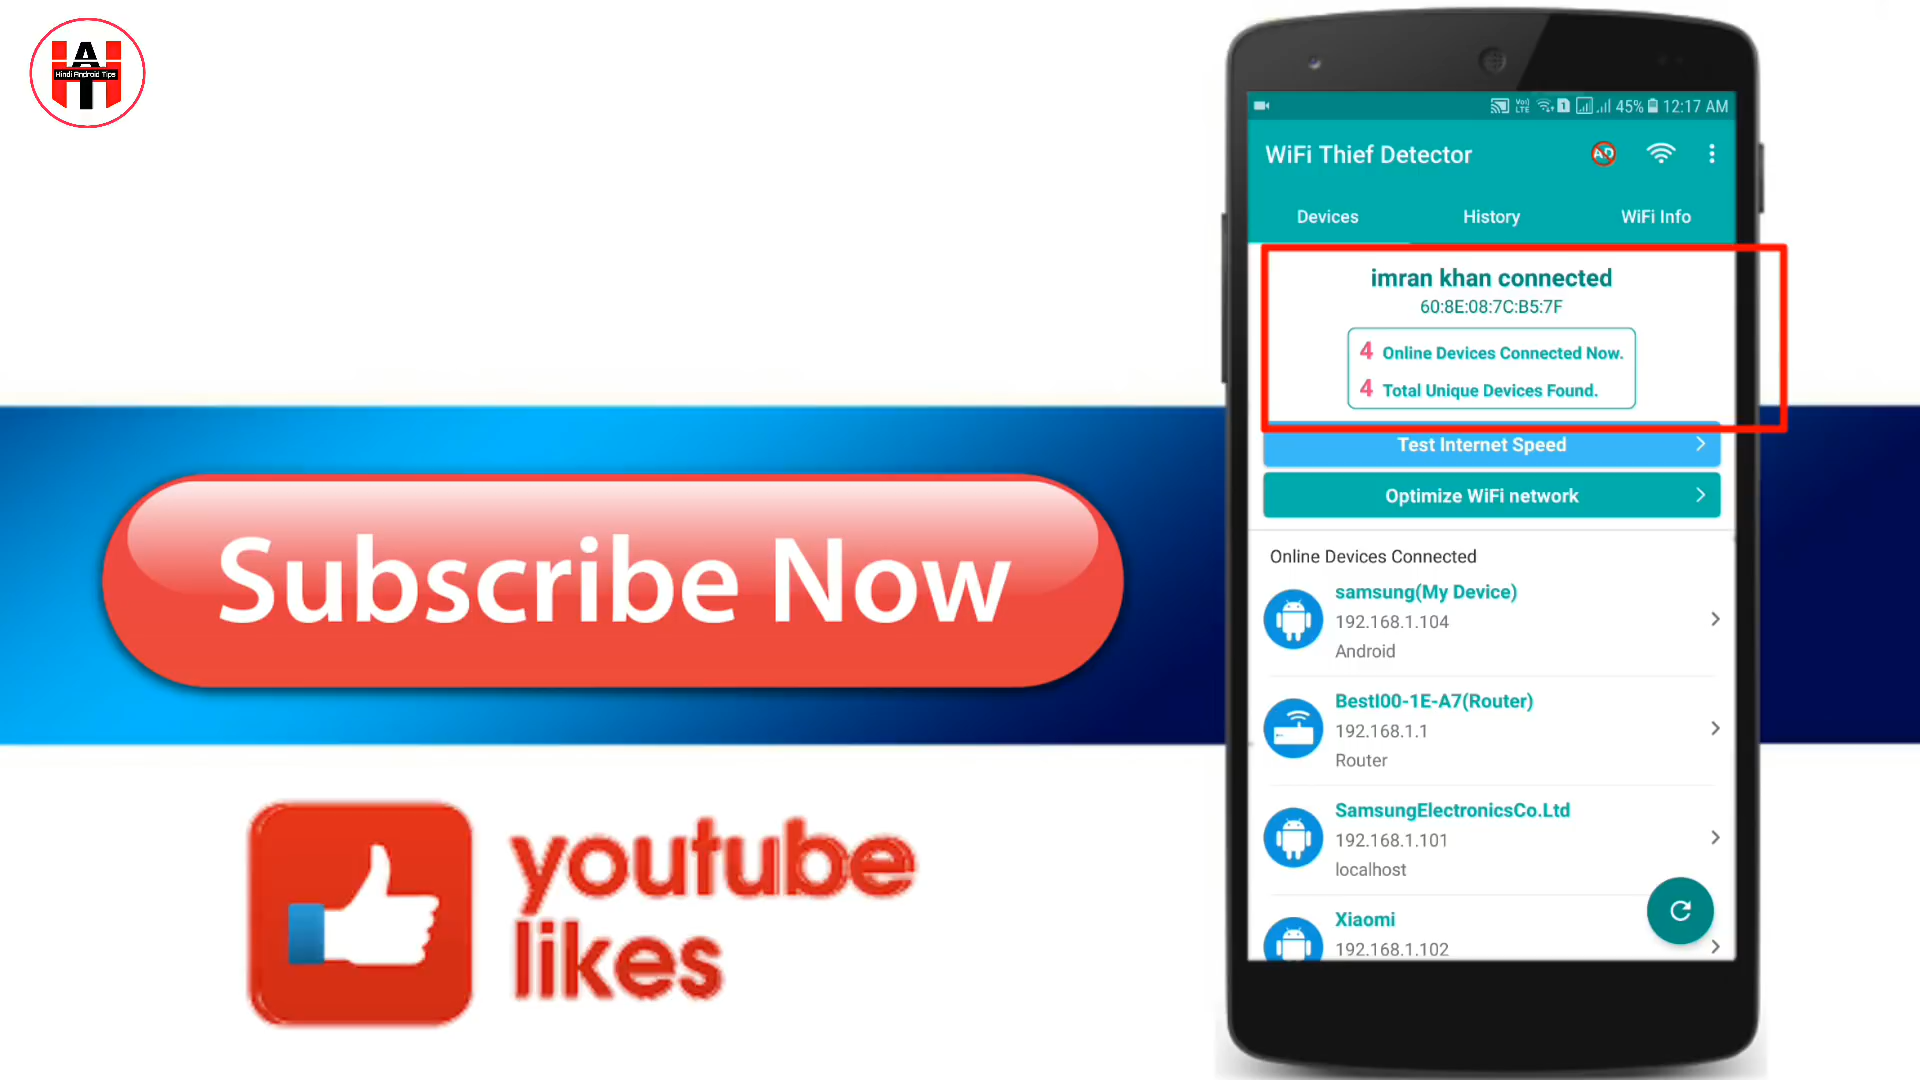 Hindi Android Tips
Subscribe Now
youtube
likes
45% 12:17 AM
WiFi Thief Detector
AD
Devices History WiFi Info
imran khan connected
60:8E:08:7C:B5:7F
4 Online Devices Connected Now.
4 Total Unique Devices Found.
Test Internet Speed
Optimize WiFi network
Online Devices Connected
samsung(My Device)
192.168.1.104
Android
Bestl00-1E-A7(Router)
192.168.1.1
Router
SamsungElectronicsCo.Ltd
192.168.1.101
localhost
Xiaomi
192.168.1.102